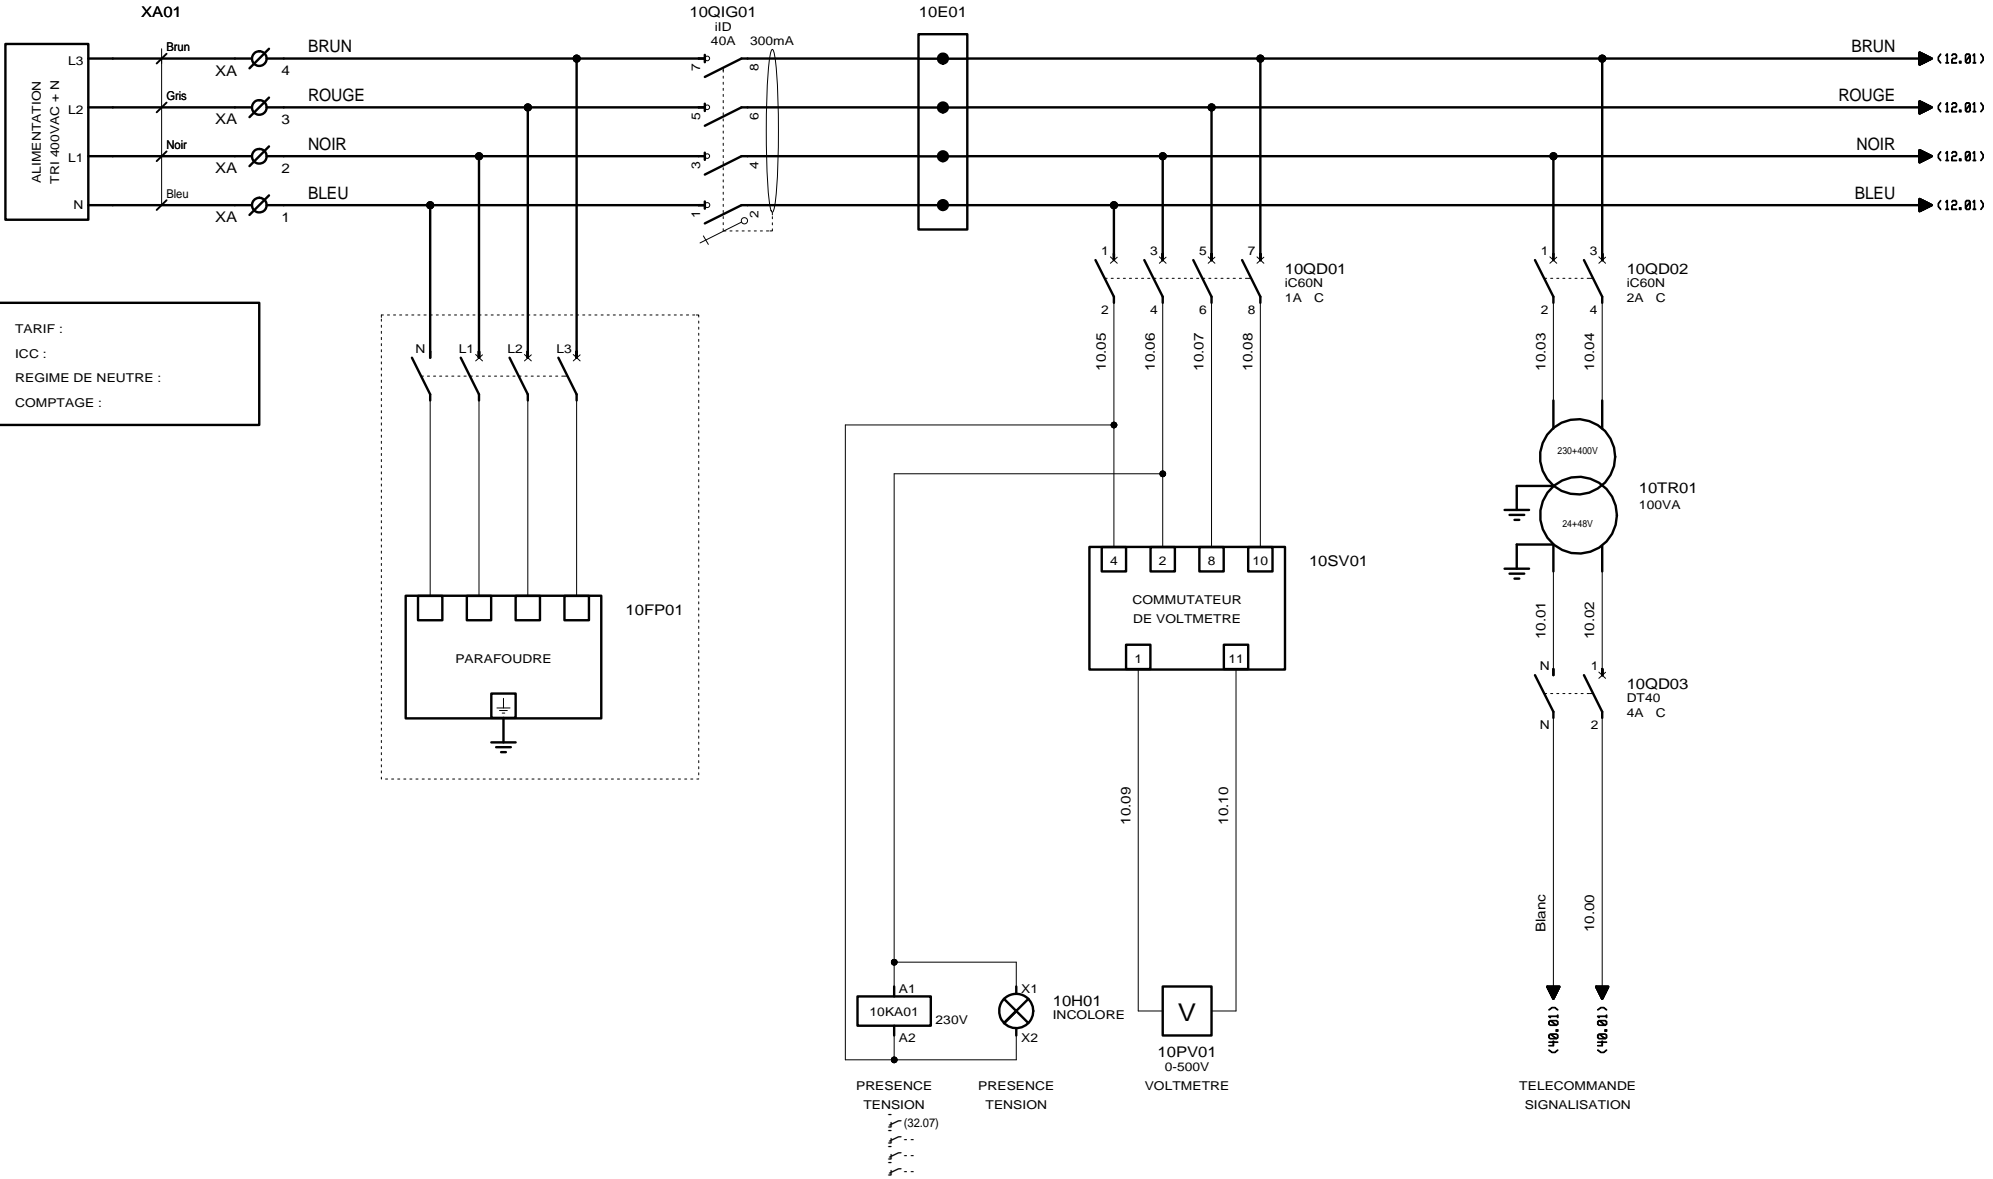 XA01
10QIG01
iID
40A
300mA
10E01
ALIMENTATION
TRI 400VAC + N
L3
Brun
XA
4
BRUN
7
8
BRUN
(12.01)
L2
Gris
XA
3
ROUGE
5
6
ROUGE
(12.01)
L1
Noir
XA
2
NOIR
3
4
NOIR
(12.01)
N
Bleu
XA
1
BLEU
1
2
BLEU
(12.01)
1
3
5
7
10QD01
iC60N
1A C
2
4
6
8
1
3
10QD02
iC60N
2A C
2
4
TARIF :
ICC :
REGIME DE NEUTRE :
COMPTAGE :
N
L1
L2
L3
10.05
10.06
10.07
10.08
10.03
10.04
230+400V
24+48V
10TR01
100VA
4
2
8
10
10SV01
COMMUTATEUR
DE VOLTMETRE
1
11
10FP01
PARAFOUDRE
10.01
10.02
N
1
10QD03
DT40
4A C
N
2
10.09
10.10
Blanc
10.00
A1
10KA01
230V
A2
X1
10H01
INCOLORE
X2
V
10PV01
0-500V
VOLTMETRE
(40.01)
(40.01)
PRESENCE
TENSION
PRESENCE
TENSION
TELECOMMANDE
SIGNALISATION
(32.07)